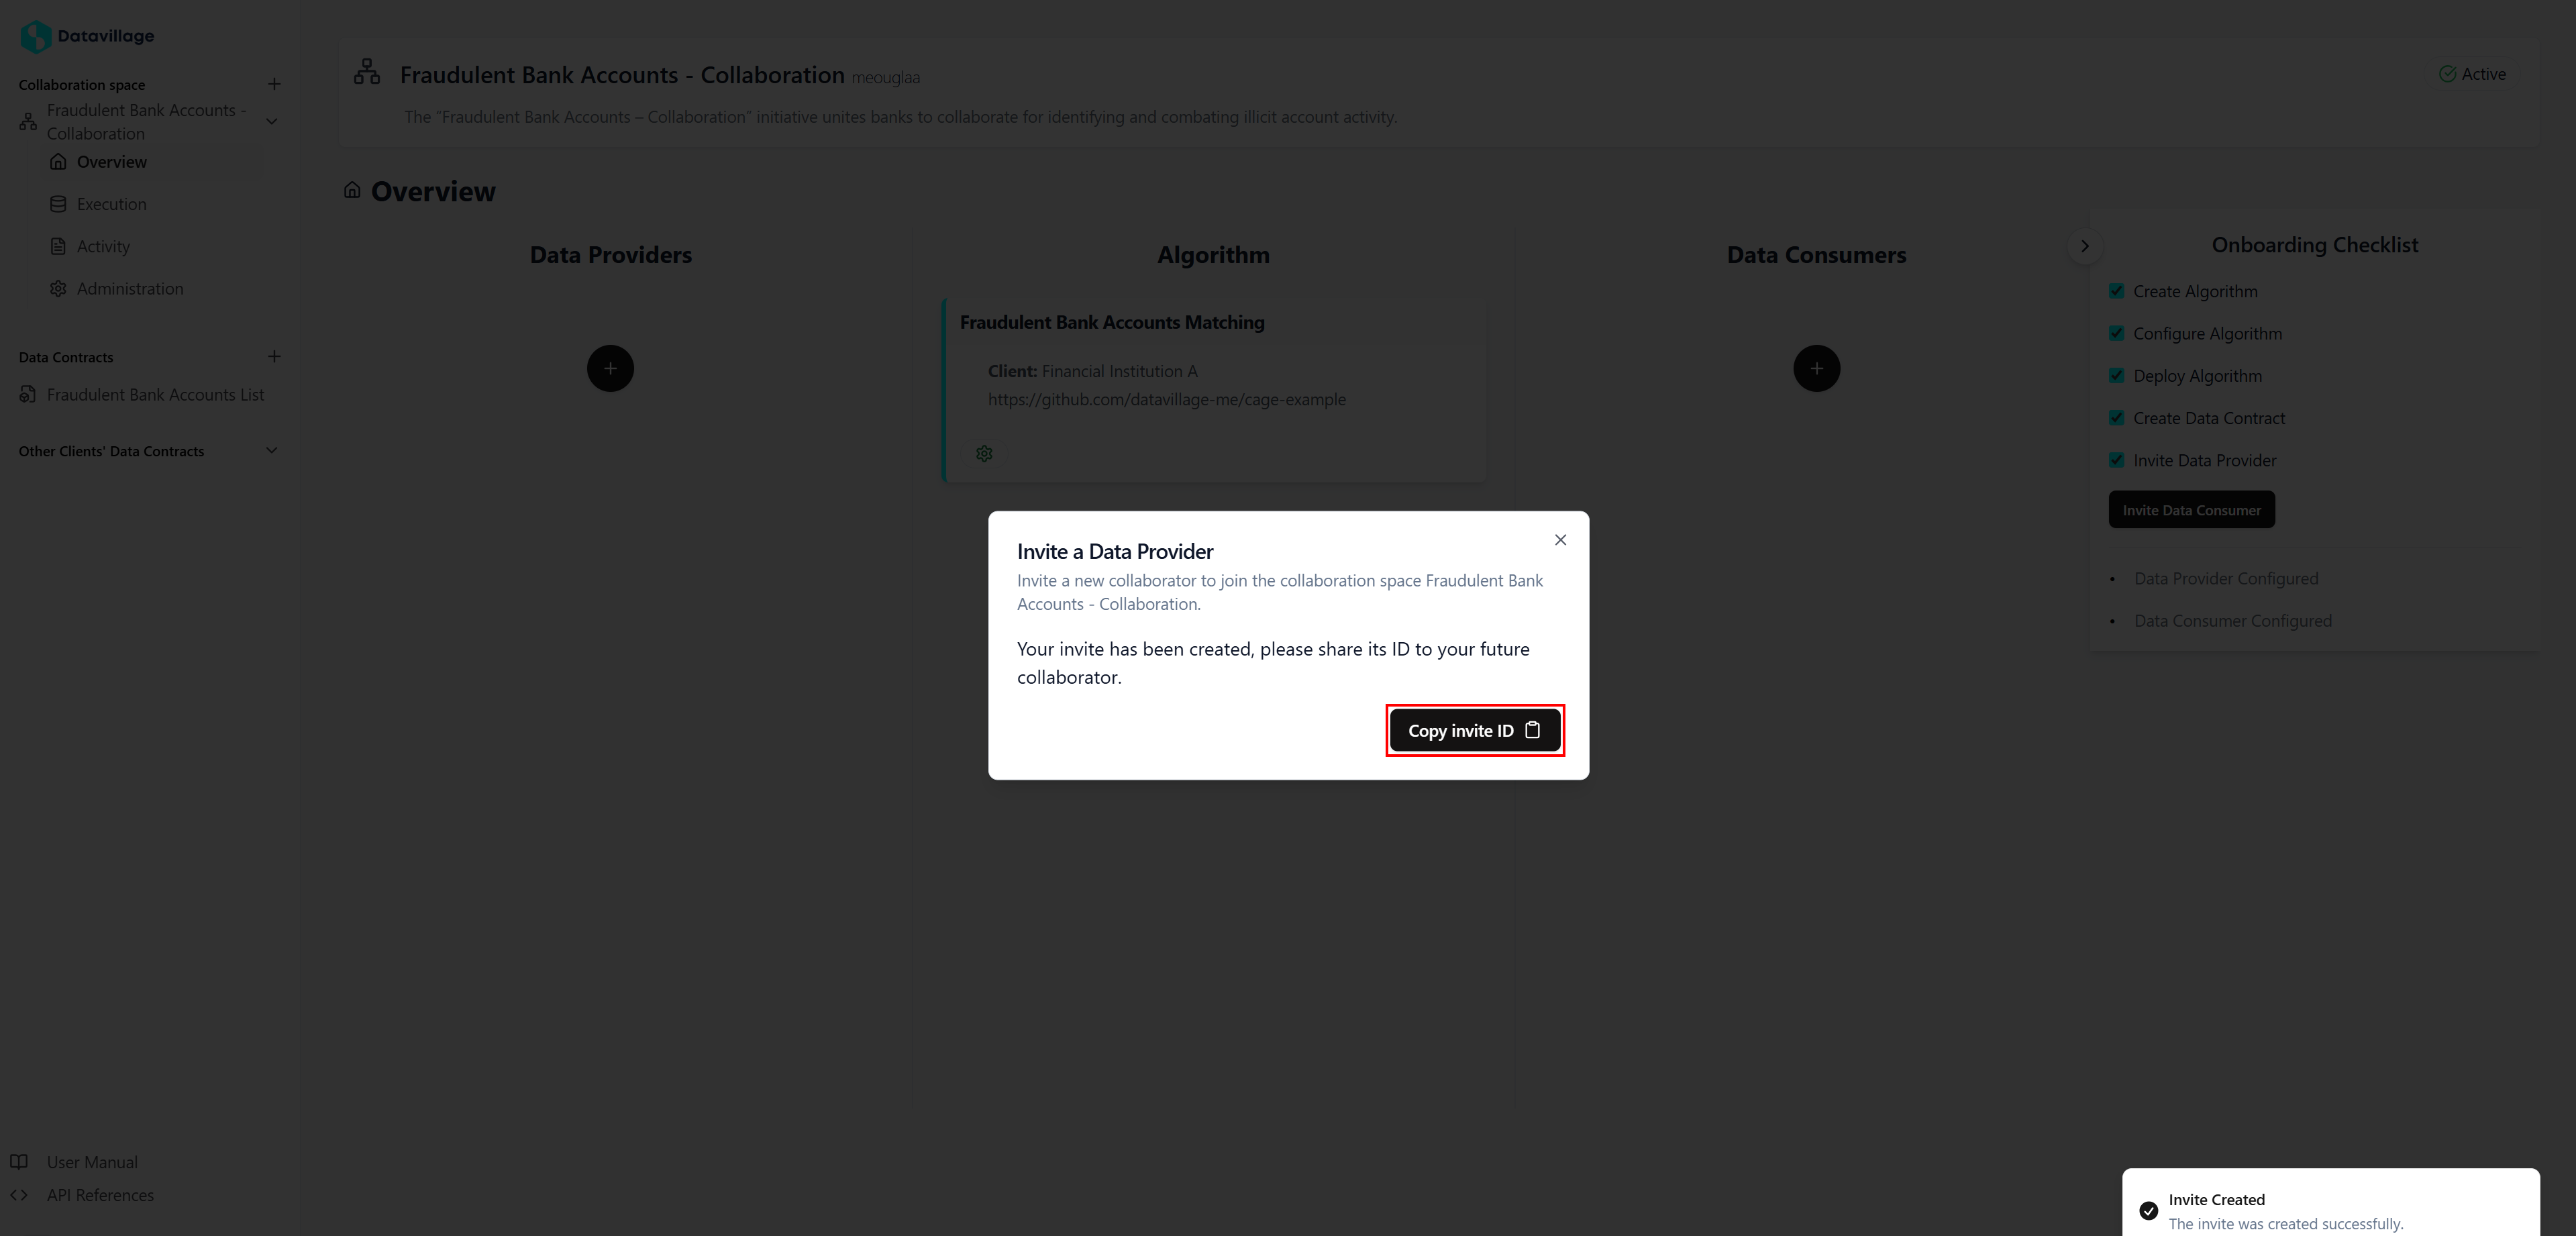 Datavillage
Collaboration space
Fraudulent Bank Accounts -
Collaboration
Overview
Execution
Activity
Administration
Data Contracts
Fraudulent Bank Accounts List
Other Clients' Data Contracts
User Manual
API References
Fraudulent Bank Accounts - Collaboration meouglaa
Active
The "Fraudulent Bank Accounts – Collaboration" initiative unites banks to collaborate for identifying and combating illicit account activity.
Overview
Data Providers
Algorithm
Fraudulent Bank Accounts Matching
Client: Financial Institution A
https://github.com/datavillage-me/cage-example
Data Consumers
Onboarding Checklist
Create Algorithm
Configure Algorithm
Deploy Algorithm
Create Data Contract
Invite Data Provider
Invite Data Consumer
Data Provider Configured
Data Consumer Configured
Invite a Data Provider
Invite a new collaborator to join the collaboration space Fraudulent Bank
Accounts - Collaboration.
Your invite has been created, please share its ID to your future
collaborator.
Copy invite ID
Invite Created
The invite was created successfully.